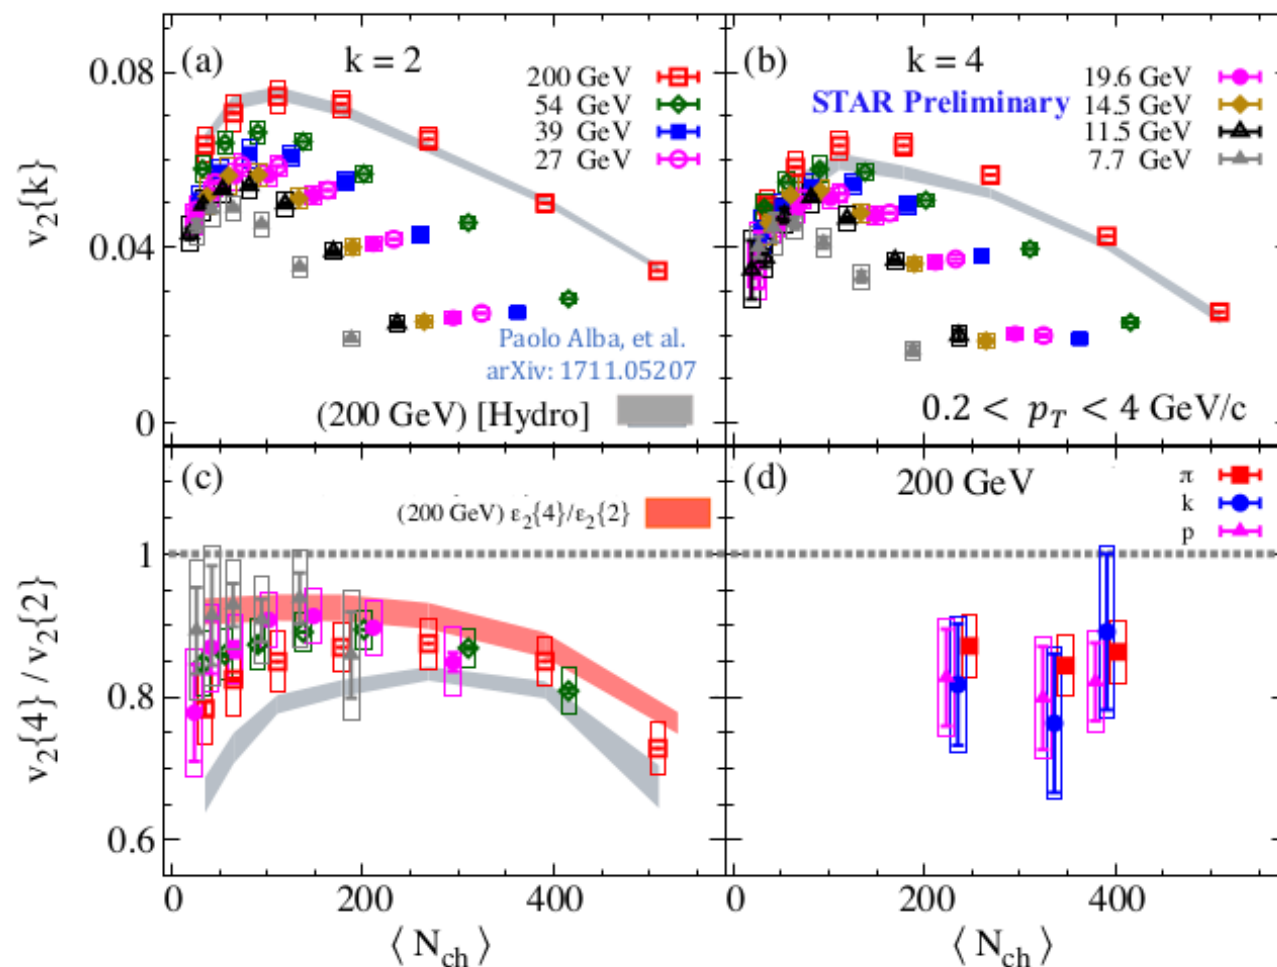 (a)
k = 2
200 GeV
54 GeV
39 GeV
27 GeV
Paolo Alba, et al.
arXiv: 1711.05207
(200 GeV) [Hydro]
v₂{k}
0.08
0.04
0
(b)
k = 4
STAR Preliminary
19.6 GeV
14.5 GeV
11.5 GeV
7.7 GeV
0.2 < p_T < 4 GeV/c
(c)
(200 GeV) ε₂{4}/ε₂{2}
v₂{4} / v₂{2}
1
0.8
0.6
0 200 400
⟨ N_ch ⟩
(d)
200 GeV
π
k
p
0 200 400
⟨ N_ch ⟩